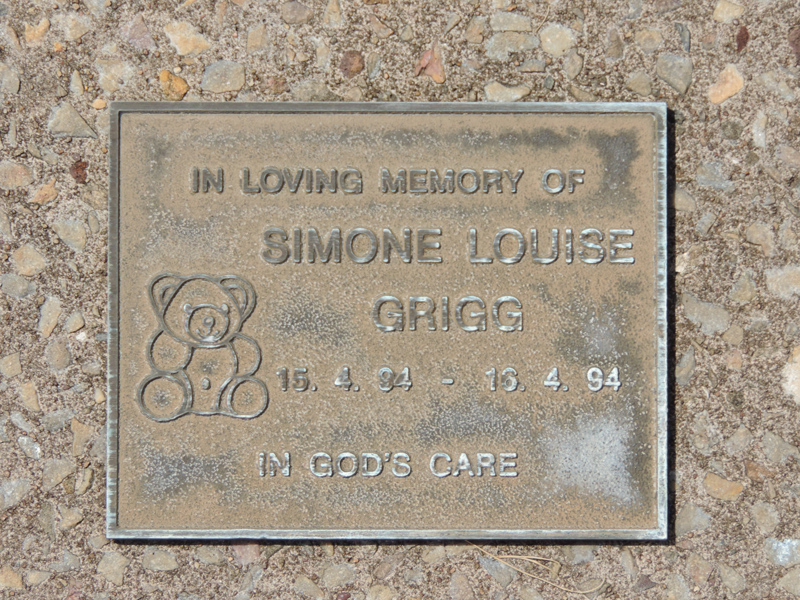 IN LOVING MEMORY OF
SIMONE LOUISE
GRIGG
15. 4. 94 - 16. 4. 94
IN GOD'S CARE